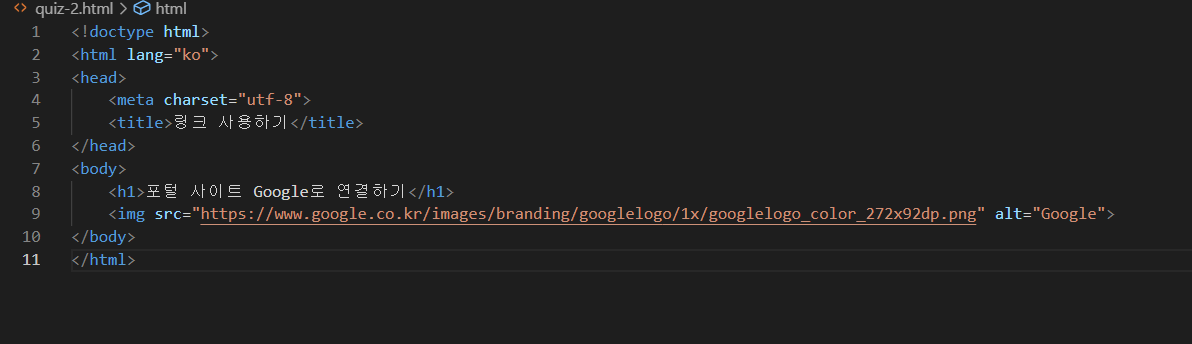 quiz-2.html > html
1 <!doctype html>
2 <html lang="ko">
3 <head>
4 <meta charset="utf-8">
5 <title>링크 사용하기</title>
6 </head>
7 <body>
8 <h1>포털 사이트 Google로 연결하기</h1>
9 <img src="https://www.google.co.kr/images/branding/googlelogo/1x/googlelogo_color_272x92dp.png" alt="Google">
10 </body>
11 </html>